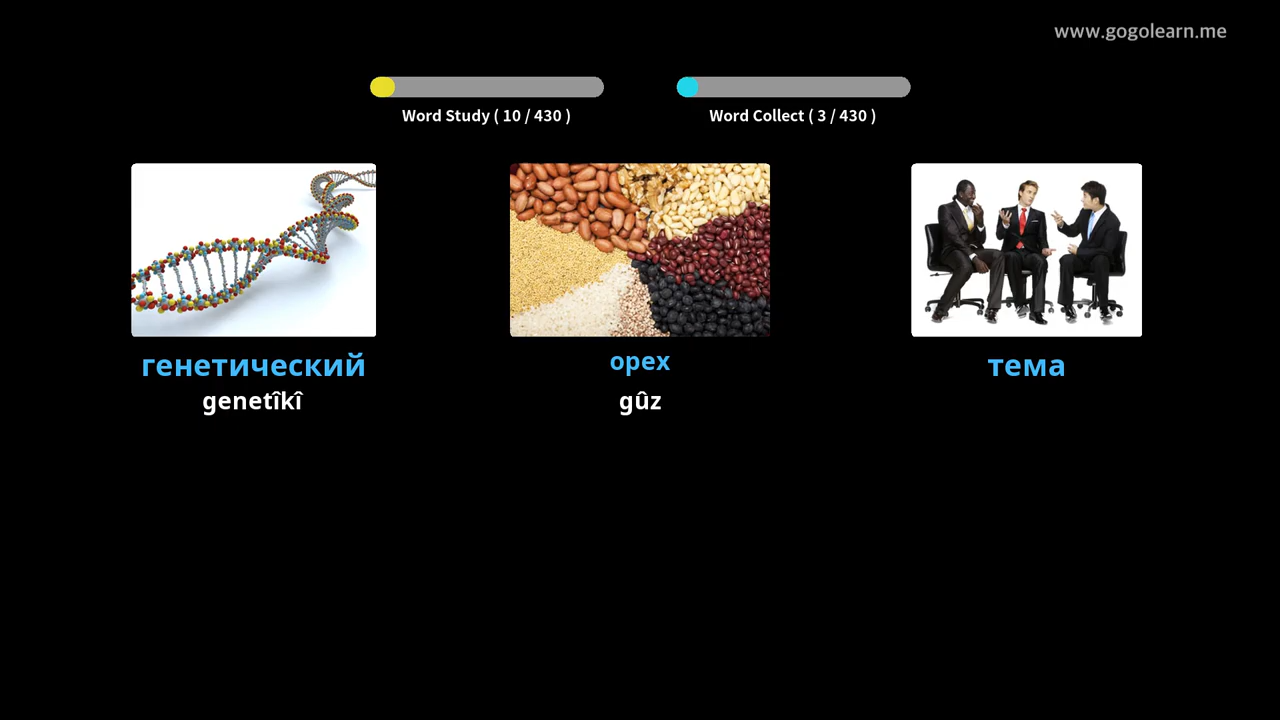 www.gogolearn.me
Word Study ( 10 / 430 )
Word Collect ( 3 / 430 )
генетический
орех
тема
genetîkî
gûz